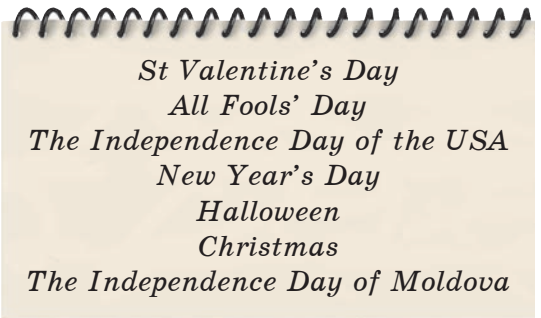 St Valentine’s Day
All Fools’ Day
The Independence Day of the USA
New Year’s Day
Halloween
Christmas
The Independence Day of Moldova